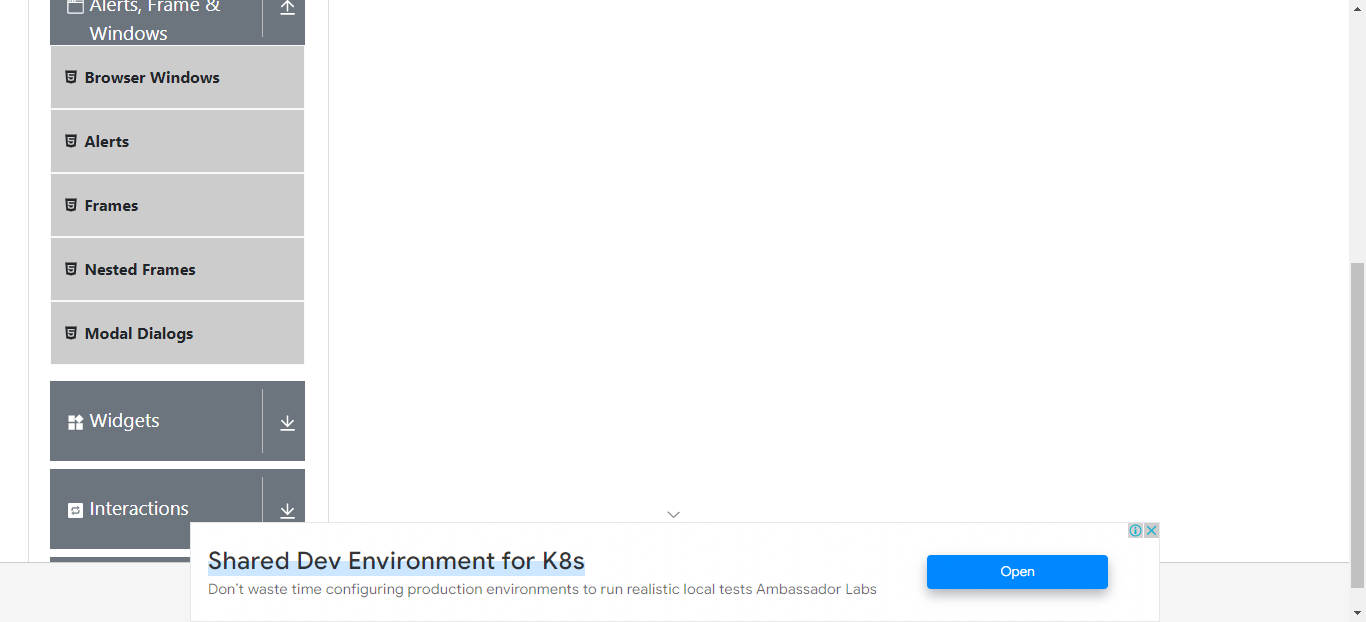 Alerts, Frame &
Windows
Browser Windows
Alerts
Frames
Nested Frames
Modal Dialogs
Widgets
Interactions
Shared Dev Environment for K8s
Don't waste time configuring production environments to run realistic local tests Ambassador Labs
Open